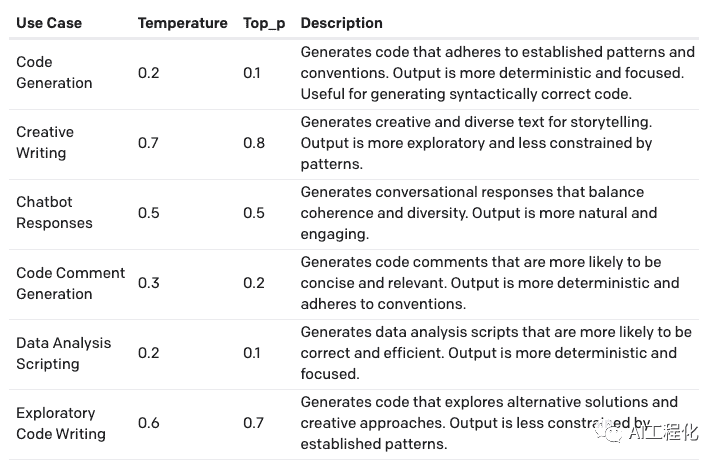 Use Case Temperature Top_p Description
Code Generation 0.2 0.1 Generates code that adheres to established patterns and
conventions. Output is more deterministic and focused.
Useful for generating syntactically correct code.
Creative Writing 0.7 0.8 Generates creative and diverse text for storytelling.
Output is more exploratory and less constrained by
patterns.
Chatbot Responses 0.5 0.5 Generates conversational responses that balance
coherence and diversity. Output is more natural and
engaging.
Code Comment Generation 0.3 0.2 Generates code comments that are more likely to be
concise and relevant. Output is more deterministic and
adheres to conventions.
Data Analysis Scripting 0.2 0.1 Generates data analysis scripts that are more likely to be
correct and efficient. Output is more deterministic and
focused.
Exploratory Code Writing 0.6 0.7 Generates code that explores alternative solutions and
creative approaches. Output is less constrained by
established patterns.
AI工程化